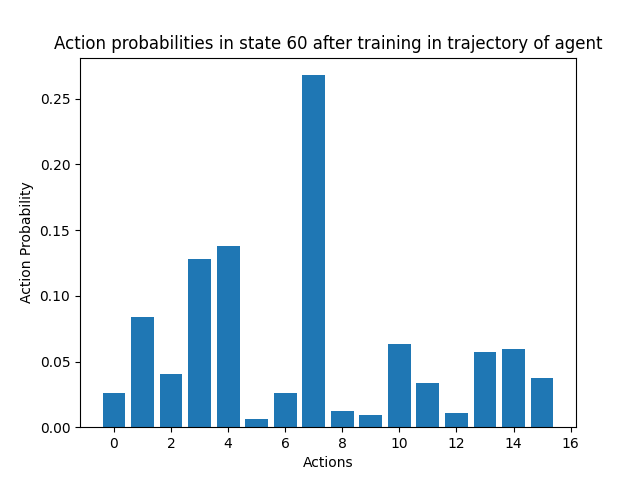 Action probabilities in state 60 after training in trajectory of agent
0.25
0.20
0.15
0.10
0.05
0.00
Action Probability
0 2 4 6 8 10 12 14 16
Actions